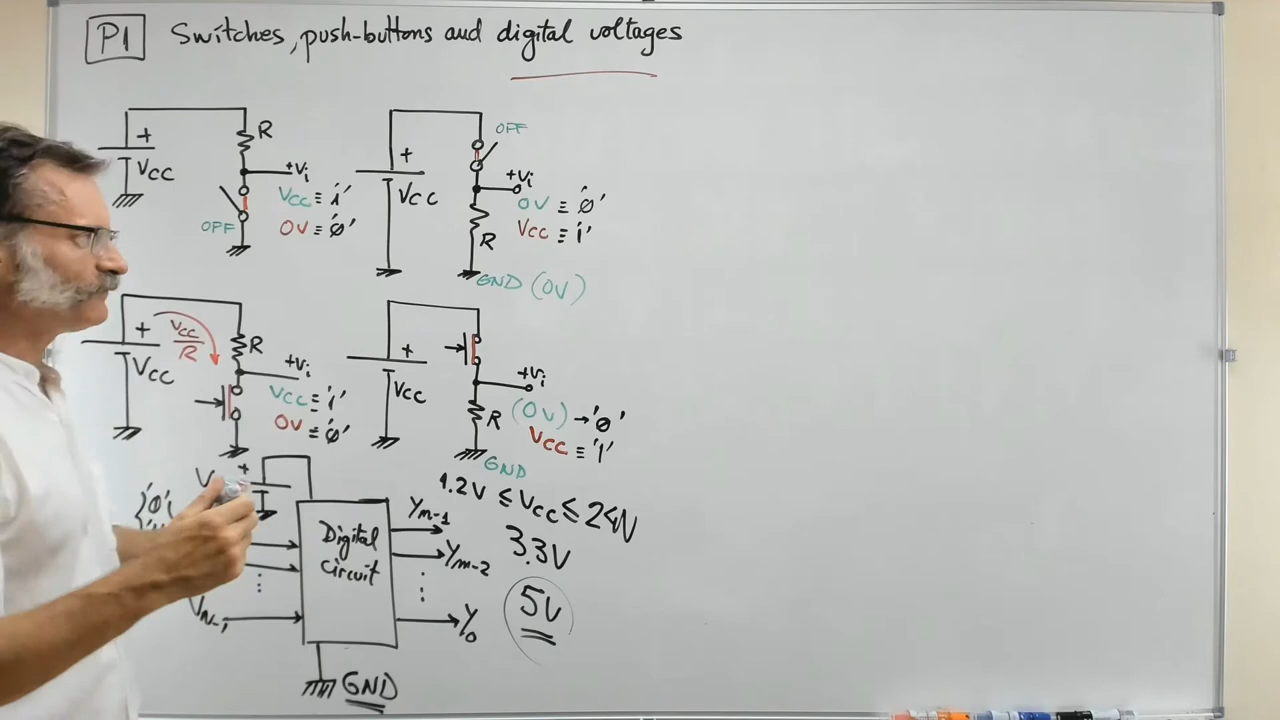 P1 Switches, push-buttons and digital voltages
+ R
VCC
+Vi
VCC ≡ '1'
0V ≡ '0'
OFF
OFF
+
VCC
+Vi
0V ≡ '0'
VCC ≡ '1'
R
GND (0V)
+ VCC/R
R
VCC
+Vi
VCC ≡ '1'
0V ≡ '0'
+
VCC
+Vi
(0V) → '0'
R
VCC ≡ '1'
GND
+
Digital
circuit
VN-1
Ym-1
Ym-2
Y0
GND
1.2V ≤ VCC ≤ 24V
3.3V
5V